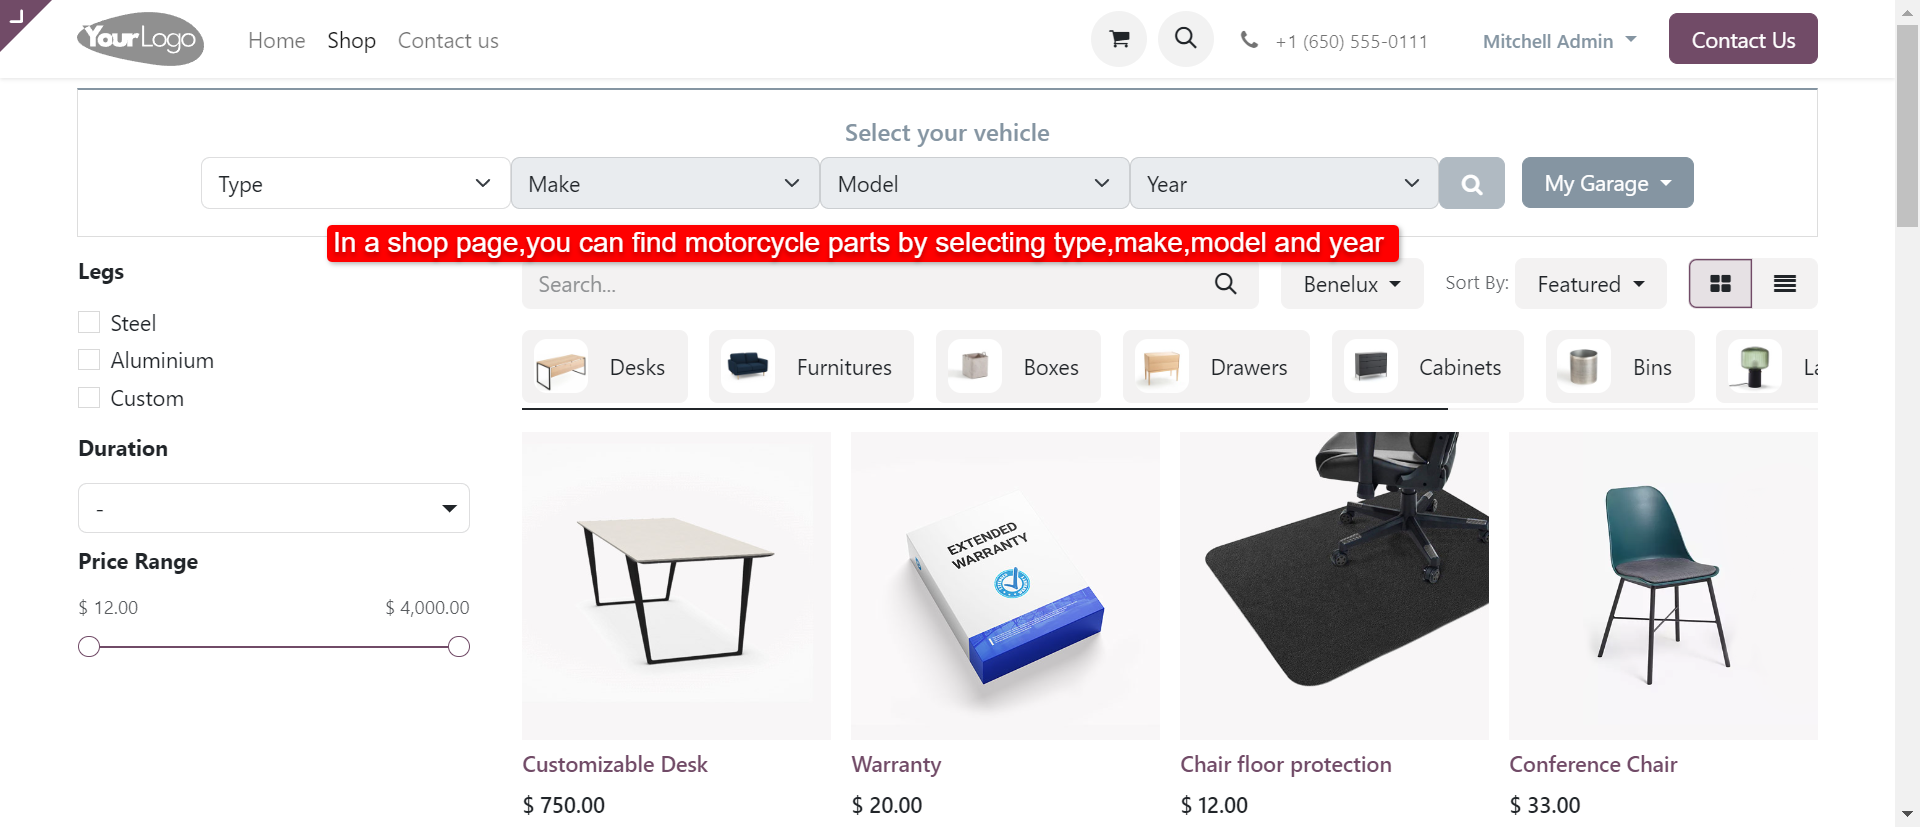 YourLogo
Home Shop Contact us
+1 (650) 555-0111
Mitchell Admin
Contact Us
Select your vehicle
Type Make Model Year
My Garage
In a shop page,you can find motorcycle parts by selecting type,make,model and year
Legs
Steel
Aluminium
Custom
Duration
-
Price Range
$ 12.00 $ 4,000.00
Search...
Benelux
Sort By: Featured
Desks Furnitures Boxes Drawers Cabinets Bins
EXTENDED
WARRANTY
Customizable Desk
$ 750.00
Warranty
$ 20.00
Chair floor protection
$ 12.00
Conference Chair
$ 33.00